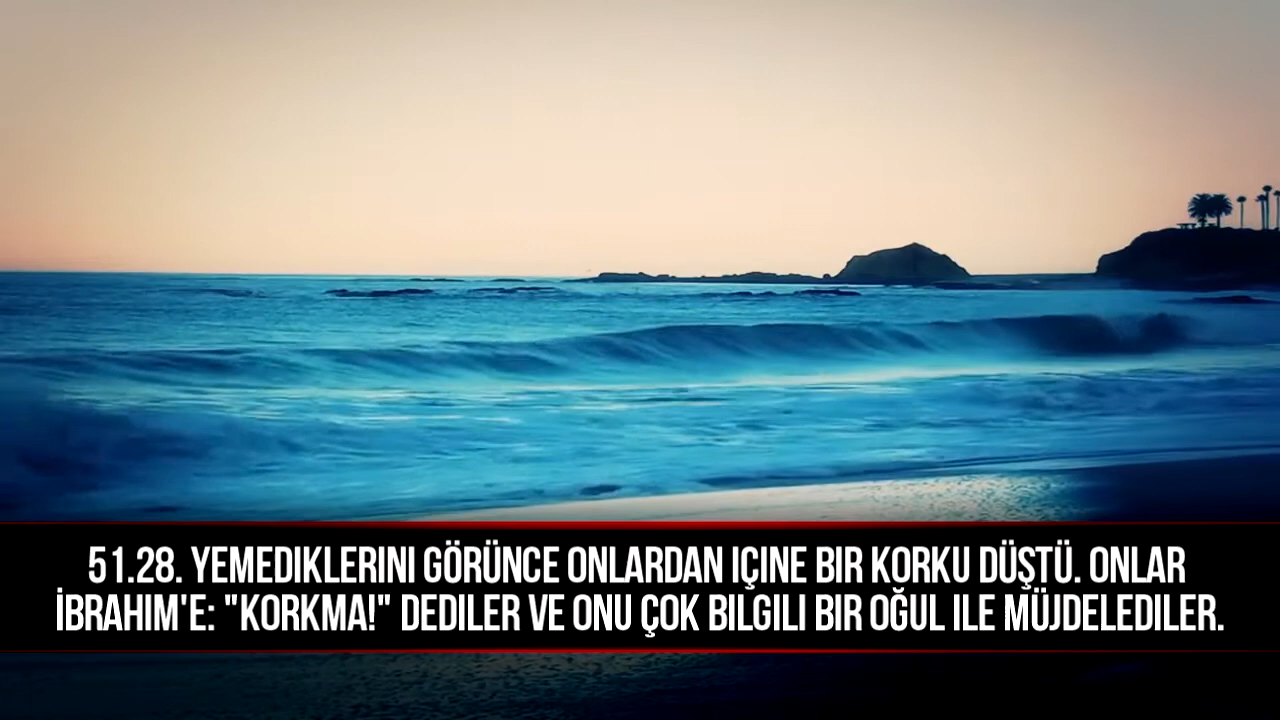 51.28. YEMEDIKLERINI GÖRÜNCE ONLARDAN IÇINE BIR KORKU DÜŞTÜ. ONLAR
İBRAHIM'E: "KORKMA!" DEDILER VE ONU ÇOK BILGILI BIR OĞUL ILE MÜJDELEDILER.